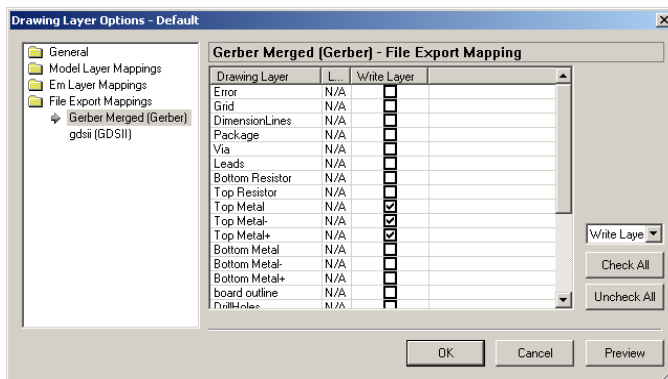 Drawing Layer Options - Default
General
Model Layer Mappings
Em Layer Mappings
File Export Mappings
Gerber Merged (Gerber)
gdsii (GDSII)
Gerber Merged (Gerber) - File Export Mapping
Drawing Layer L... Write Layer
Error N/A
Grid N/A
DimensionLines N/A
Package N/A
Via N/A
Leads N/A
Bottom Resistor N/A
Top Resistor N/A
Top Metal N/A
Top Metal- N/A
Top Metal+ N/A
Bottom Metal N/A
Bottom Metal- N/A
Bottom Metal+ N/A
board outline N/A
DrillHoles N/A
Write Laye
Check All
Uncheck All
OK Cancel Preview